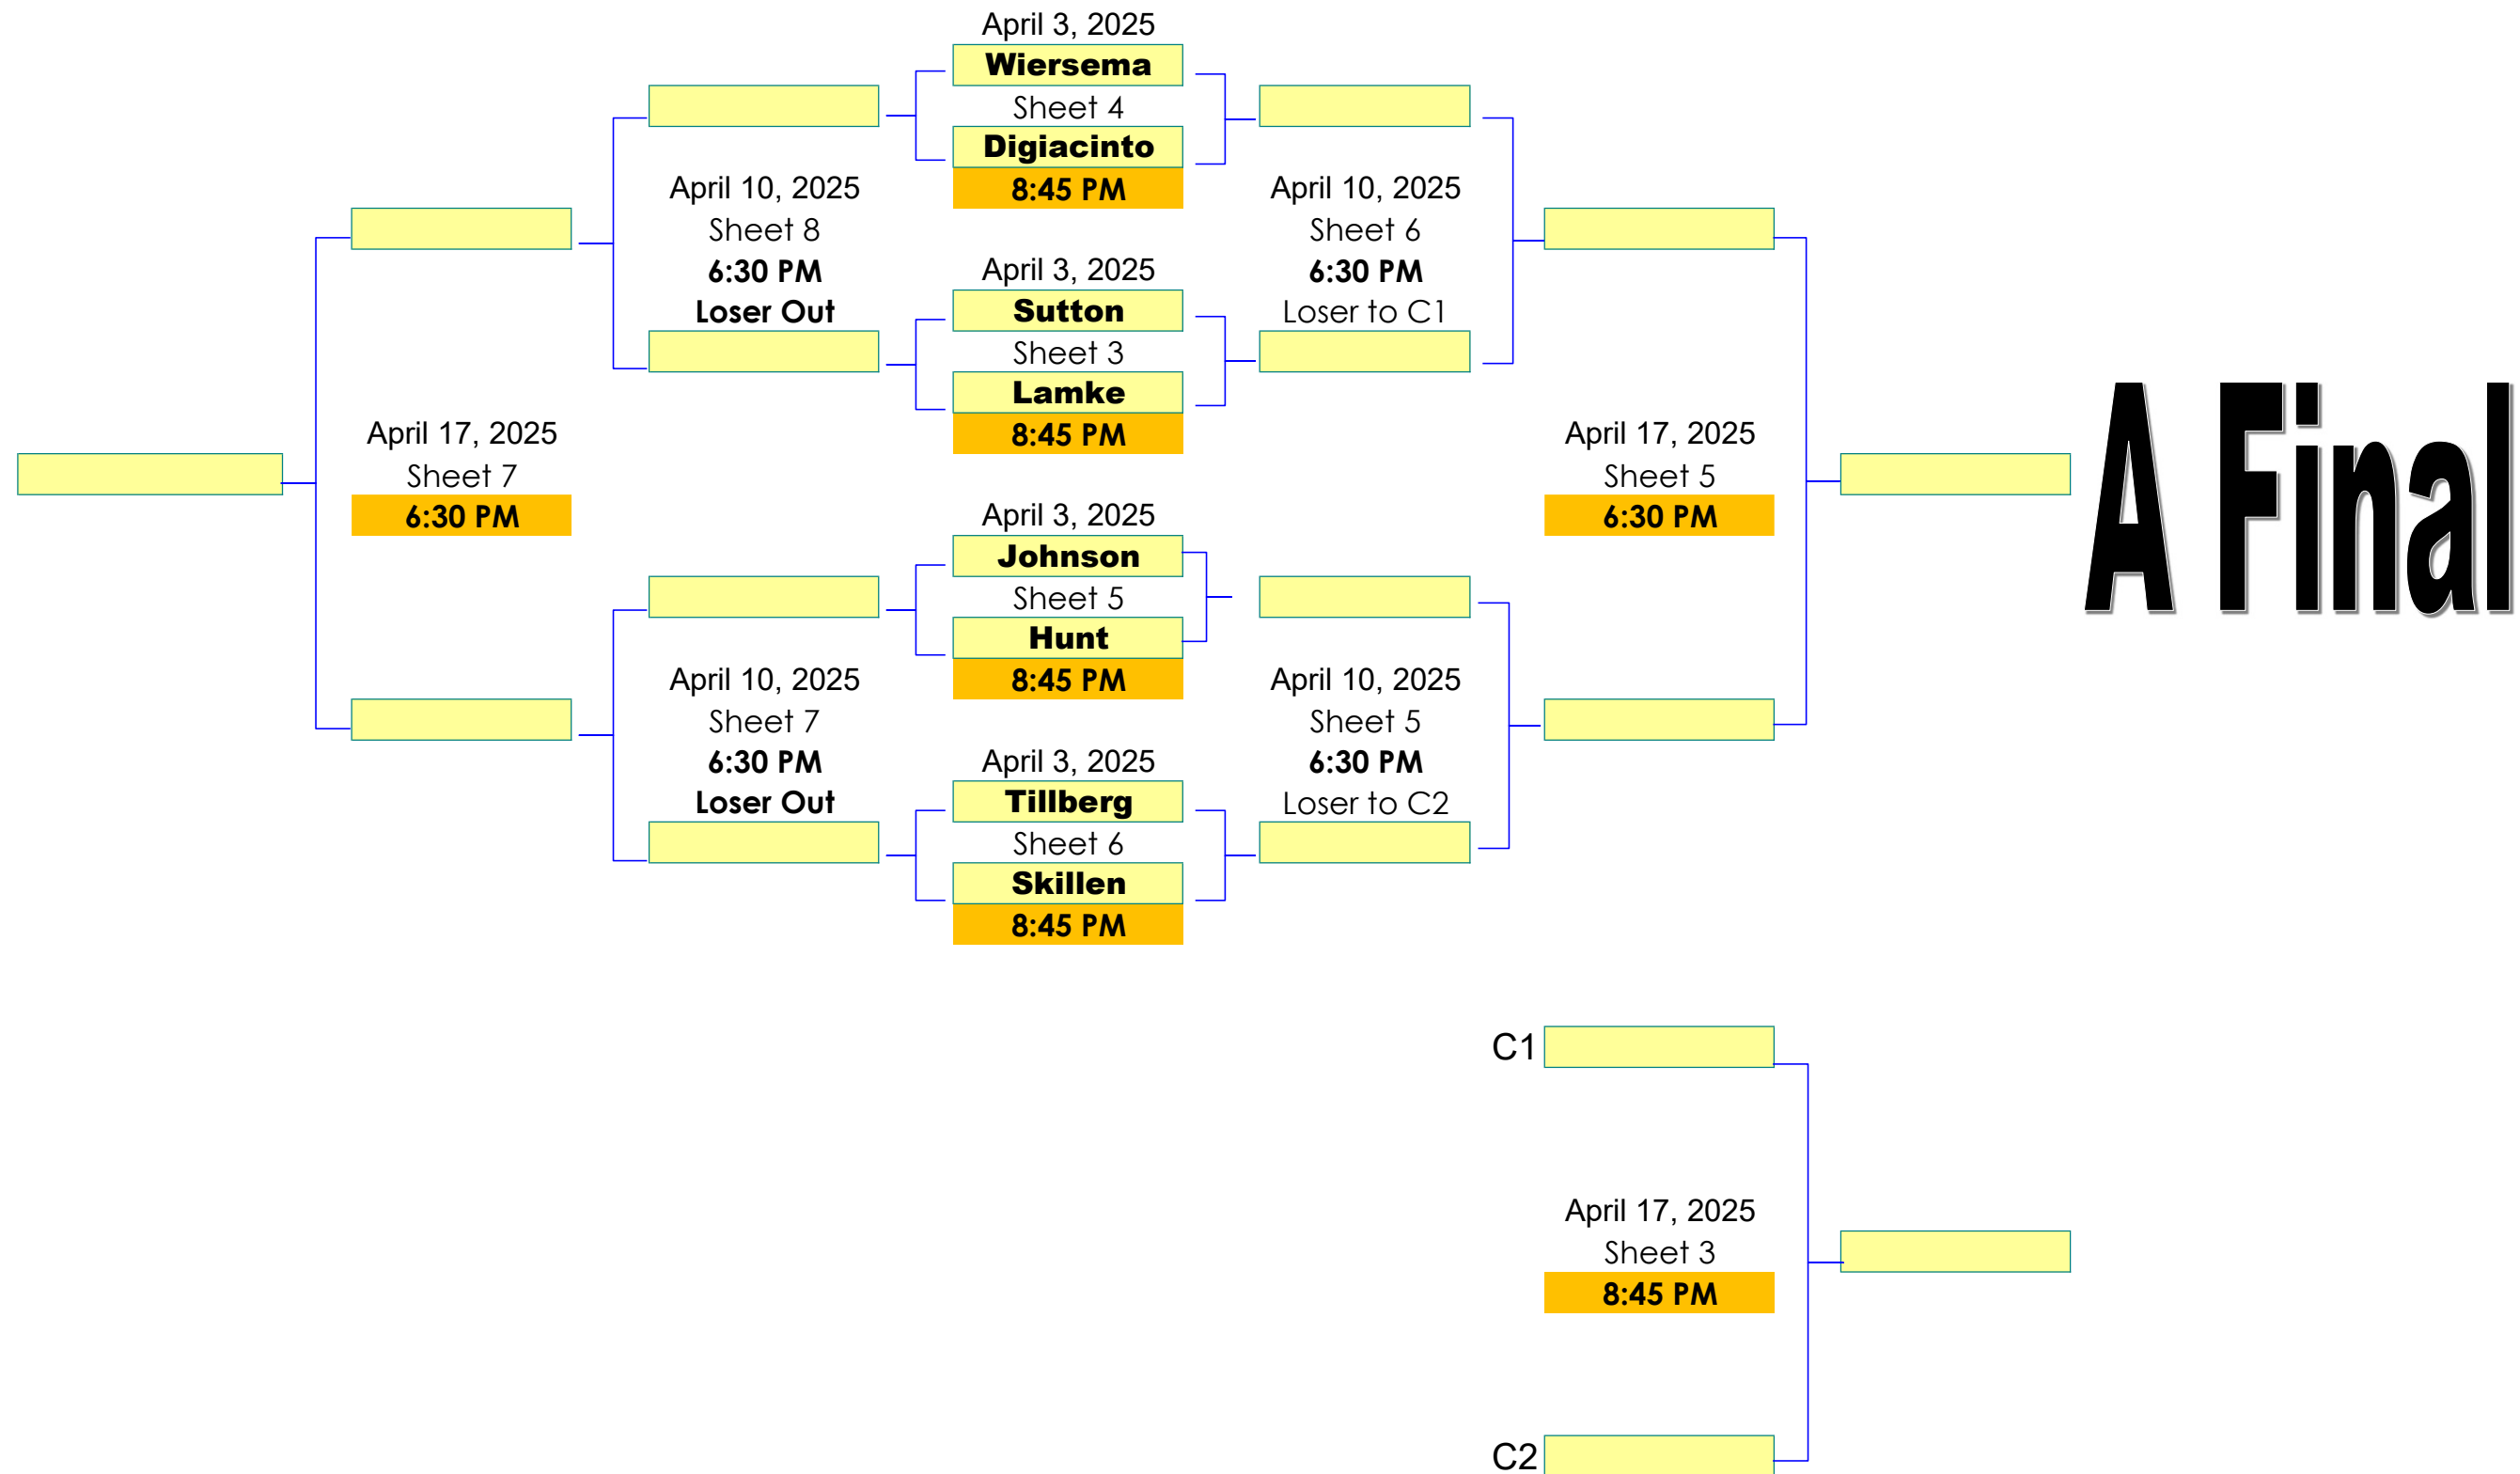 April 3, 2025
Wiersema
Sheet 4
Digiacinto
8:45 PM
April 10, 2025
Sheet 8
6:30 PM
Loser Out
April 10, 2025
Sheet 6
6:30 PM
Loser to C1
April 3, 2025
Sutton
Sheet 3
Lamke
8:45 PM
April 17, 2025
Sheet 7
6:30 PM
April 17, 2025
Sheet 5
6:30 PM
A Final
April 3, 2025
Johnson
Sheet 5
Hunt
8:45 PM
April 10, 2025
Sheet 7
6:30 PM
Loser Out
April 10, 2025
Sheet 5
6:30 PM
Loser to C2
April 3, 2025
Tillberg
Sheet 6
Skillen
8:45 PM
C1
April 17, 2025
Sheet 3
8:45 PM
C2